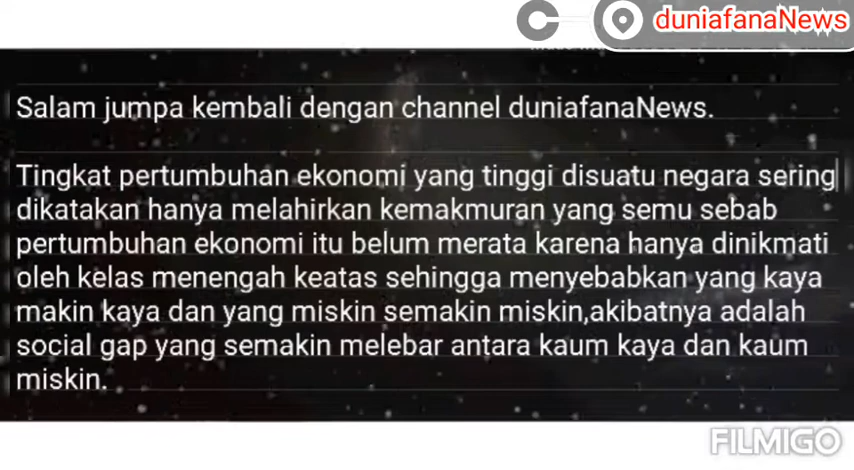 duniafanaNews
Salam jumpa kembali dengan channel duniafanaNews.
Tingkat pertumbuhan ekonomi yang tinggi disuatu negara sering
dikatakan hanya melahirkan kemakmuran yang semu sebab
pertumbuhan ekonomi itu belum merata karena hanya dinikmati
oleh kelas menengah keatas sehingga menyebabkan yang kaya
makin kaya dan yang miskin semakin miskin,akibatnya adalah
social gap yang semakin melebar antara kaum kaya dan kaum
miskin.
FILMIGO